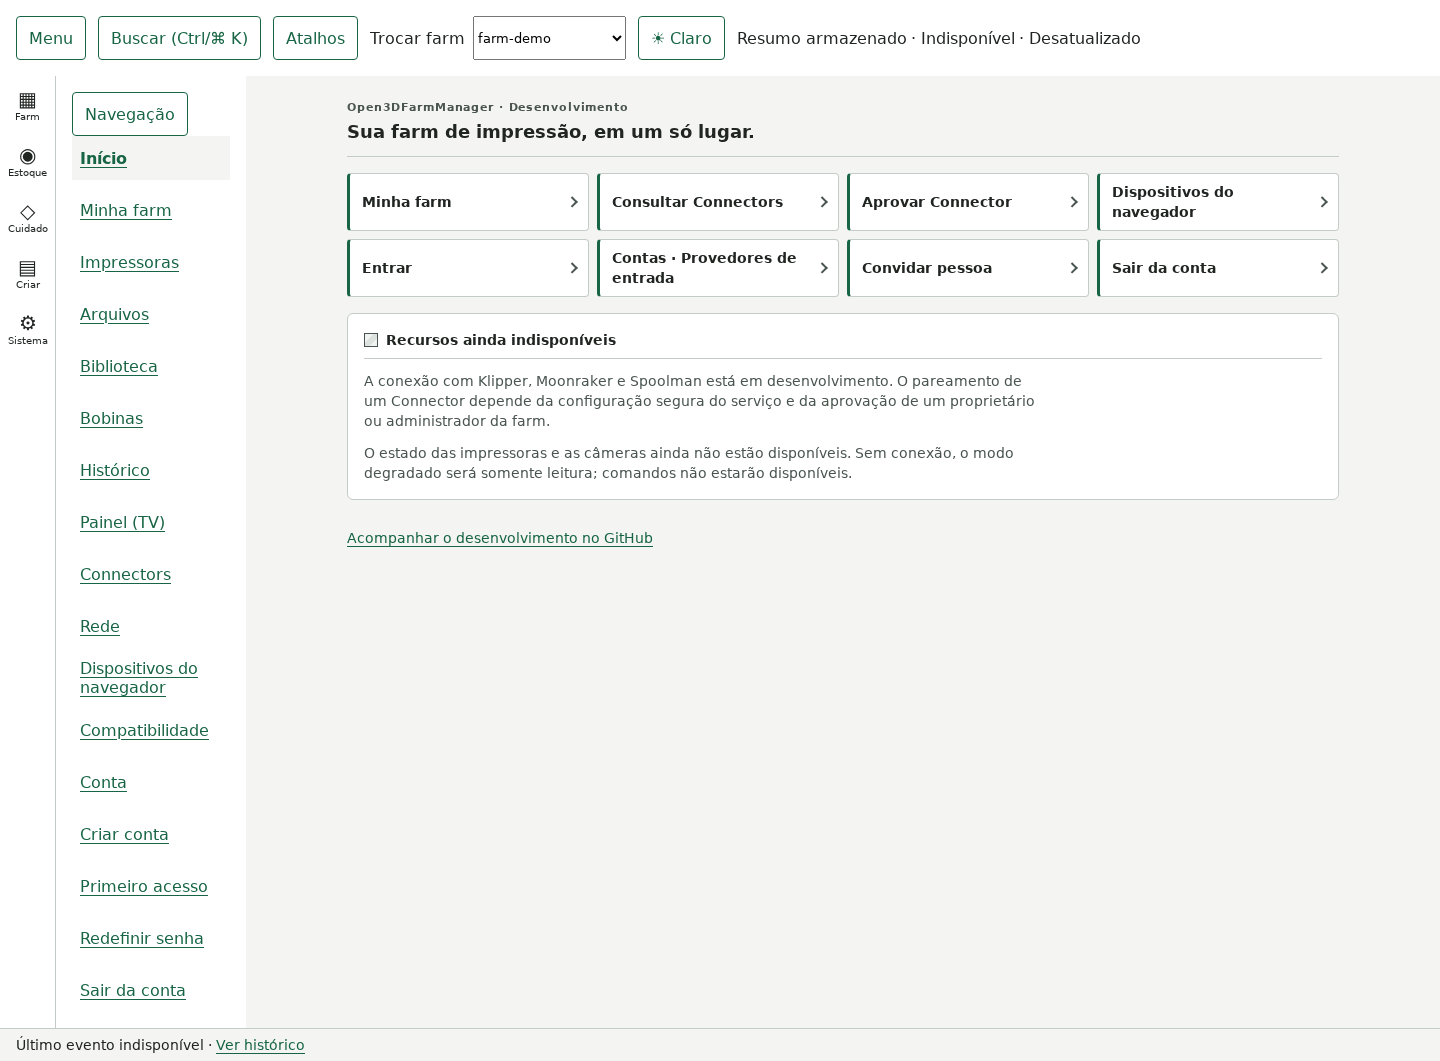 Menu
Buscar (Ctrl/⌘ K)
Atalhos
Trocar farm
farm-demo
☀ Claro
Resumo armazenado · Indisponível · Desatualizado
Farm
Estoque
Cuidado
Criar
Sistema
Navegação
Início
Minha farm
Impressoras
Arquivos
Biblioteca
Bobinas
Histórico
Painel (TV)
Connectors
Rede
Dispositivos do
navegador
Compatibilidade
Conta
Criar conta
Primeiro acesso
Redefinir senha
Sair da conta
Open3DFarmManager · Desenvolvimento
Sua farm de impressão, em um só lugar.
Minha farm
Consultar Connectors
Aprovar Connector
Dispositivos do
navegador
Entrar
Contas · Provedores de
entrada
Convidar pessoa
Sair da conta
Recursos ainda indisponíveis
A conexão com Klipper, Moonraker e Spoolman está em desenvolvimento. O pareamento de
um Connector depende da configuração segura do serviço e da aprovação de um proprietário
ou administrador da farm.
O estado das impressoras e as câmeras ainda não estão disponíveis. Sem conexão, o modo
degradado será somente leitura; comandos não estarão disponíveis.
Acompanhar o desenvolvimento no GitHub
Último evento indisponível · Ver histórico